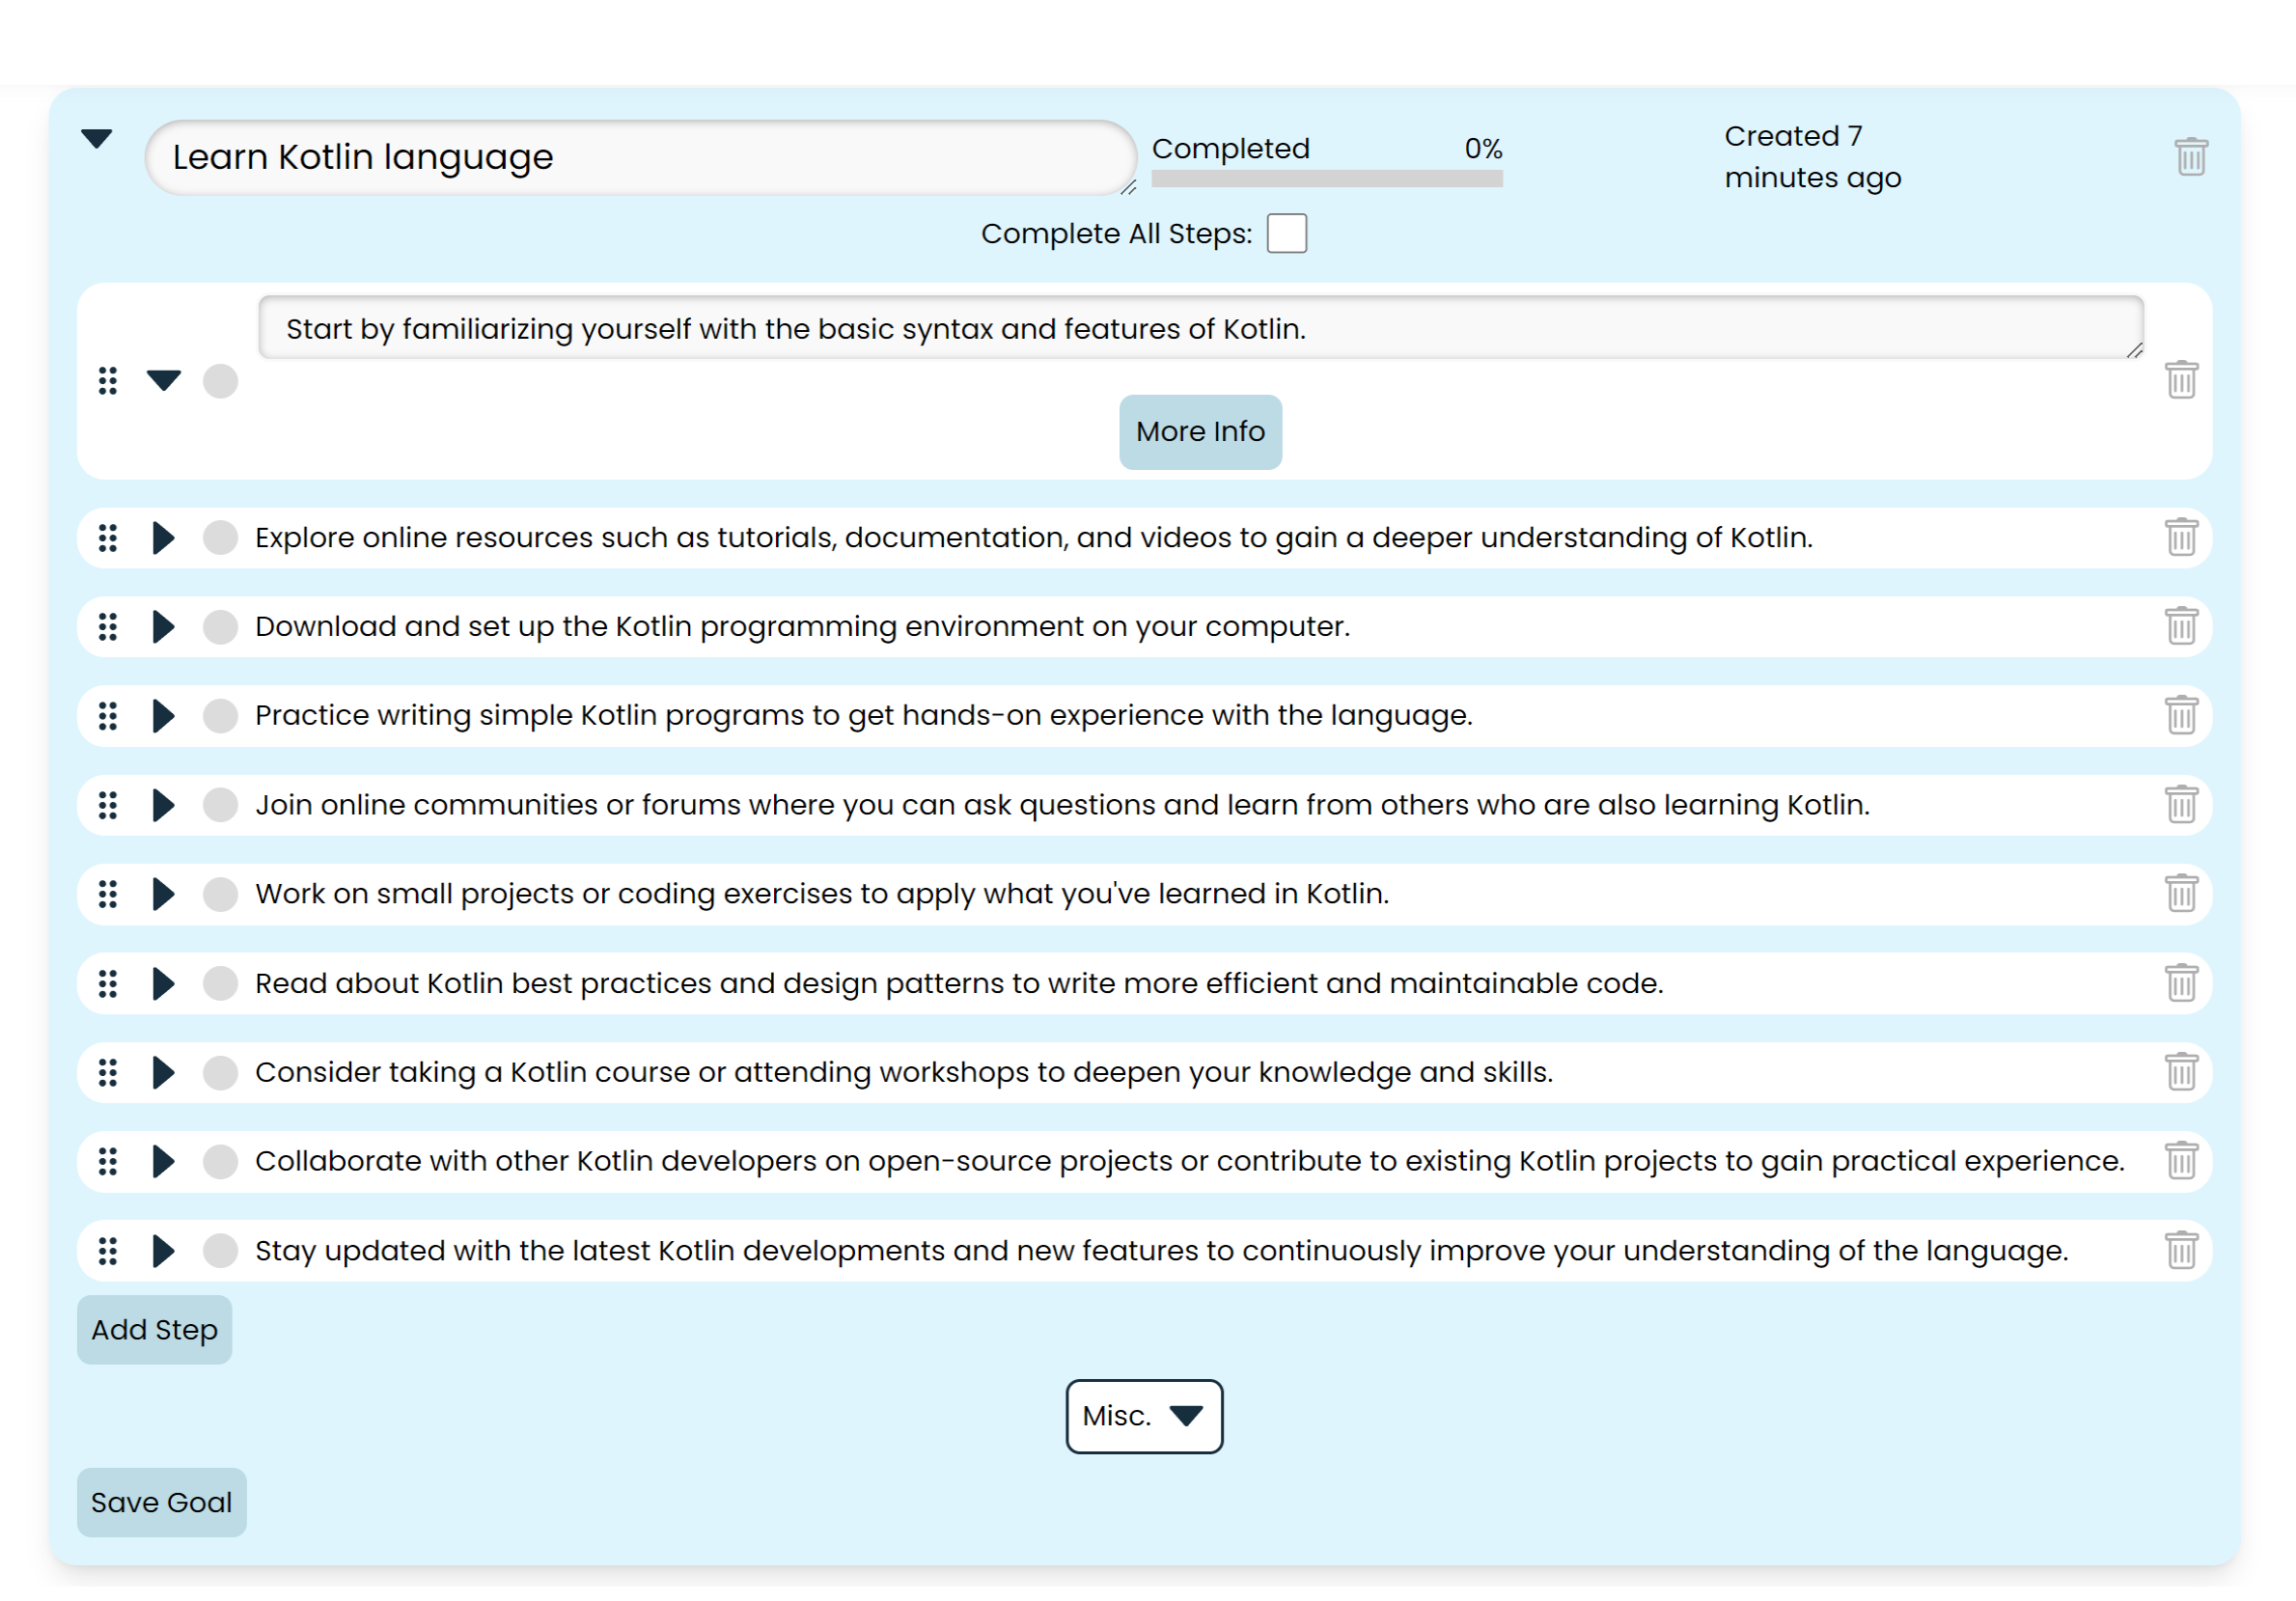 Learn Kotlin language
Completed 0%
Created 7
minutes ago
Complete All Steps:
Start by familiarizing yourself with the basic syntax and features of Kotlin.
More Info
Explore online resources such as tutorials, documentation, and videos to gain a deeper understanding of Kotlin.
Download and set up the Kotlin programming environment on your computer.
Practice writing simple Kotlin programs to get hands-on experience with the language.
Join online communities or forums where you can ask questions and learn from others who are also learning Kotlin.
Work on small projects or coding exercises to apply what you've learned in Kotlin.
Read about Kotlin best practices and design patterns to write more efficient and maintainable code.
Consider taking a Kotlin course or attending workshops to deepen your knowledge and skills.
Collaborate with other Kotlin developers on open-source projects or contribute to existing Kotlin projects to gain practical experience.
Stay updated with the latest Kotlin developments and new features to continuously improve your understanding of the language.
Add Step
Misc.
Save Goal